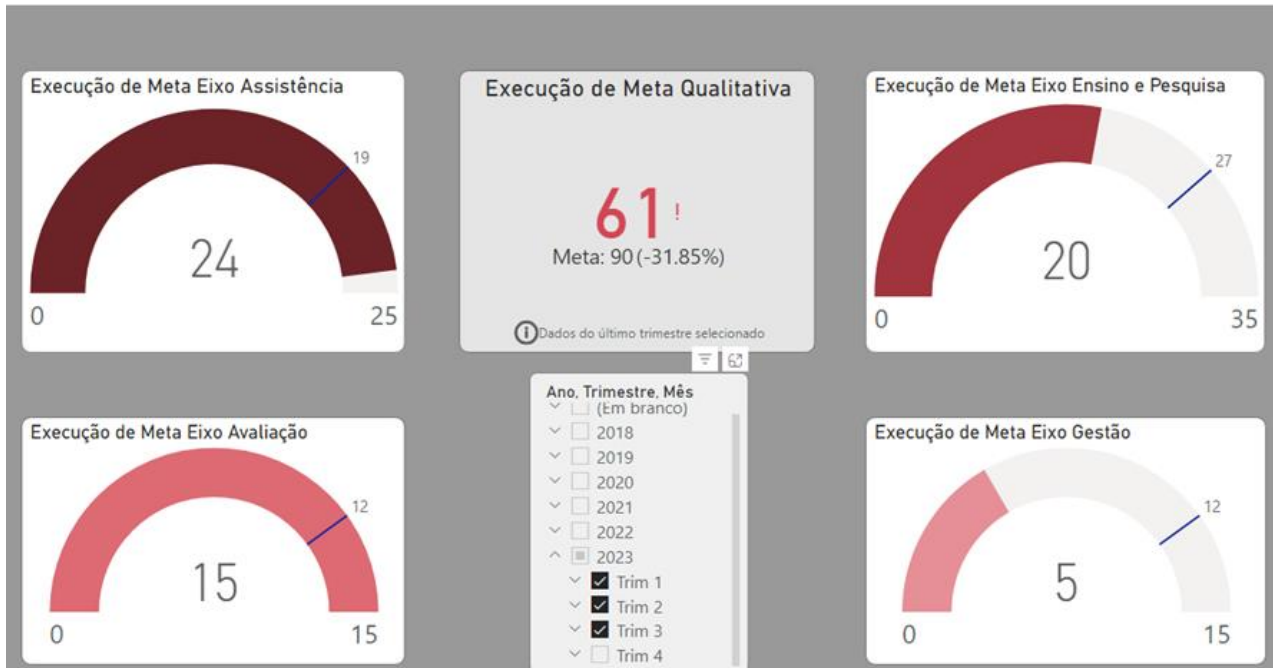 Execução de Meta Eixo Assistência
19
24
0
25
Execução de Meta Qualitativa
61 !
Meta: 90 (-31.85%)
Dados do último trimestre selecionado
Execução de Meta Eixo Ensino e Pesquisa
27
20
0
35
Execução de Meta Eixo Avaliação
12
15
0
15
Ano, Trimestre, Mês
(Em branco)
2018
2019
2020
2021
2022
2023
Trim 1
Trim 2
Trim 3
Trim 4
Execução de Meta Eixo Gestão
12
5
0
15